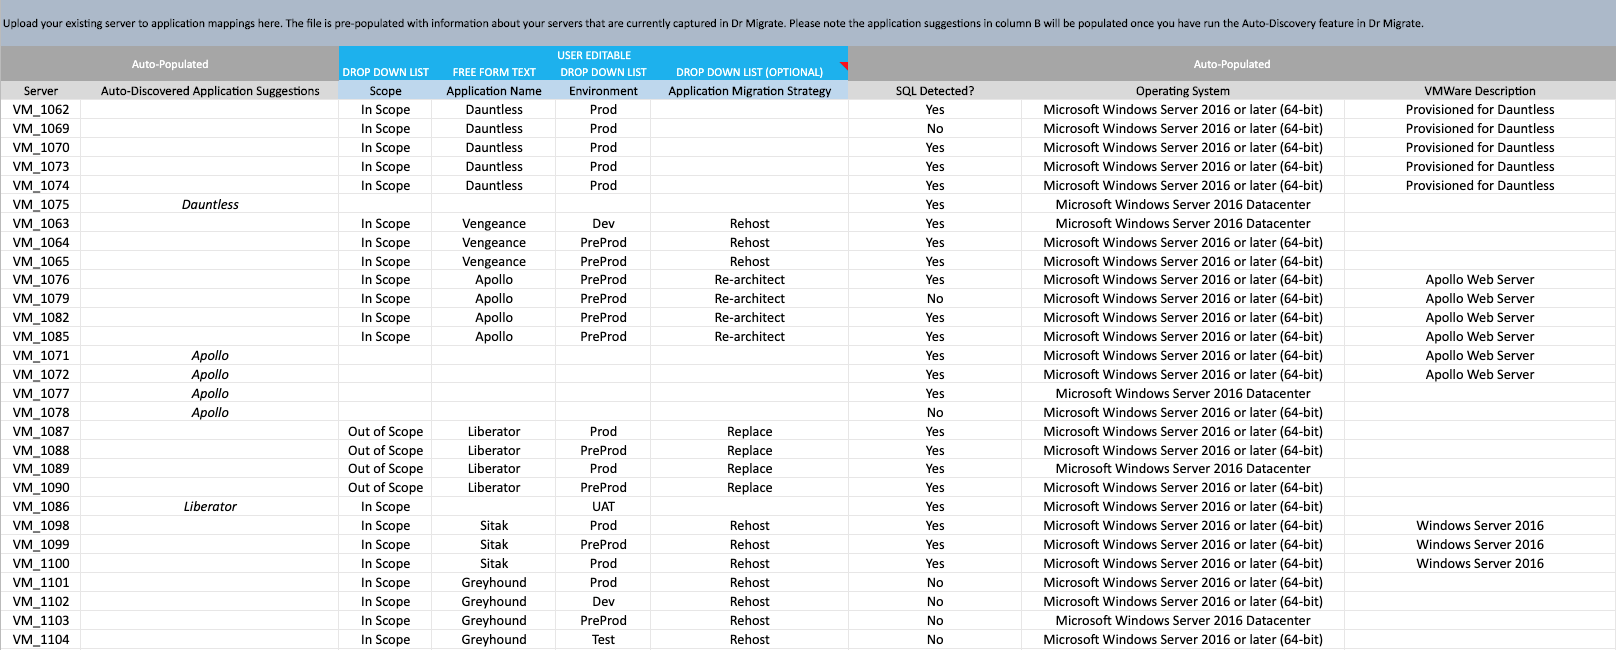 Upload your existing server to application mappings here. The file is pre-populated with information about your servers that are currently captured in Dr Migrate. Please note the application suggestions in column B will be populated once you have run the Auto-Discovery feature in Dr Migrate.
Auto-Populated USER EDITABLE Auto-Populated
DROP DOWN LIST FREE FORM TEXT DROP DOWN LIST DROP DOWN LIST (OPTIONAL)
Server Auto-Discovered Application Suggestions Scope Application Name Environment Application Migration Strategy SQL Detected? Operating System VMWare Description
VM_1062 In Scope Dauntless Prod Yes Microsoft Windows Server 2016 or later (64-bit) Provisioned for Dauntless
VM_1069 In Scope Dauntless Prod No Microsoft Windows Server 2016 or later (64-bit) Provisioned for Dauntless
VM_1070 In Scope Dauntless Prod Yes Microsoft Windows Server 2016 or later (64-bit) Provisioned for Dauntless
VM_1073 In Scope Dauntless Prod Yes Microsoft Windows Server 2016 or later (64-bit) Provisioned for Dauntless
VM_1074 In Scope Dauntless Prod Yes Microsoft Windows Server 2016 or later (64-bit) Provisioned for Dauntless
VM_1075 Dauntless Yes Microsoft Windows Server 2016 Datacenter
VM_1063 In Scope Vengeance Dev Rehost Yes Microsoft Windows Server 2016 Datacenter
VM_1064 In Scope Vengeance PreProd Rehost Yes Microsoft Windows Server 2016 or later (64-bit)
VM_1065 In Scope Vengeance PreProd Rehost Yes Microsoft Windows Server 2016 or later (64-bit)
VM_1076 In Scope Apollo PreProd Re-architect Yes Microsoft Windows Server 2016 or later (64-bit) Apollo Web Server
VM_1079 In Scope Apollo PreProd Re-architect No Microsoft Windows Server 2016 or later (64-bit) Apollo Web Server
VM_1082 In Scope Apollo PreProd Re-architect Yes Microsoft Windows Server 2016 or later (64-bit) Apollo Web Server
VM_1085 In Scope Apollo PreProd Re-architect Yes Microsoft Windows Server 2016 or later (64-bit) Apollo Web Server
VM_1071 Apollo Yes Microsoft Windows Server 2016 or later (64-bit) Apollo Web Server
VM_1072 Apollo Yes Microsoft Windows Server 2016 or later (64-bit) Apollo Web Server
VM_1077 Apollo Yes Microsoft Windows Server 2016 Datacenter
VM_1078 Apollo No Microsoft Windows Server 2016 or later (64-bit)
VM_1087 Out of Scope Liberator Prod Replace Yes Microsoft Windows Server 2016 or later (64-bit)
VM_1088 Out of Scope Liberator PreProd Replace Yes Microsoft Windows Server 2016 or later (64-bit)
VM_1089 Out of Scope Liberator Prod Replace Yes Microsoft Windows Server 2016 Datacenter
VM_1090 Out of Scope Liberator PreProd Replace Yes Microsoft Windows Server 2016 or later (64-bit)
VM_1086 Liberator In Scope UAT Yes Microsoft Windows Server 2016 or later (64-bit)
VM_1098 In Scope Sitak Prod Rehost Yes Microsoft Windows Server 2016 or later (64-bit) Windows Server 2016
VM_1099 In Scope Sitak PreProd Rehost Yes Microsoft Windows Server 2016 or later (64-bit) Windows Server 2016
VM_1100 In Scope Sitak Prod Rehost Yes Microsoft Windows Server 2016 or later (64-bit) Windows Server 2016
VM_1101 In Scope Greyhound Prod Rehost No Microsoft Windows Server 2016 or later (64-bit)
VM_1102 In Scope Greyhound Dev Rehost No Microsoft Windows Server 2016 or later (64-bit)
VM_1103 In Scope Greyhound PreProd Rehost No Microsoft Windows Server 2016 Datacenter
VM_1104 In Scope Greyhound Test Rehost No Microsoft Windows Server 2016 or later (64-bit)